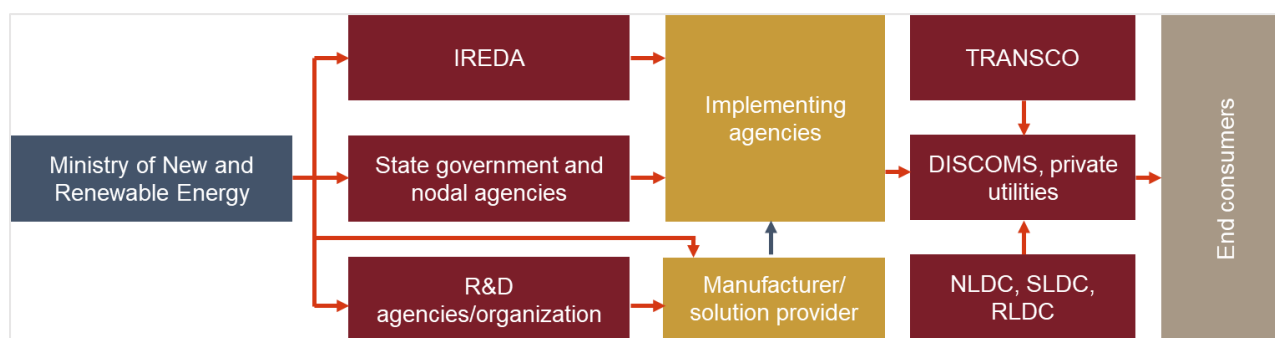 IREDA
TRANSCO
Implementing
agencies
Ministry of New and
Renewable Energy
State government and
nodal agencies
DISCOMS, private
utilities
R&D
agencies/organization
Manufacturer/
solution provider
NLDC, SLDC,
RLDC
End consumers